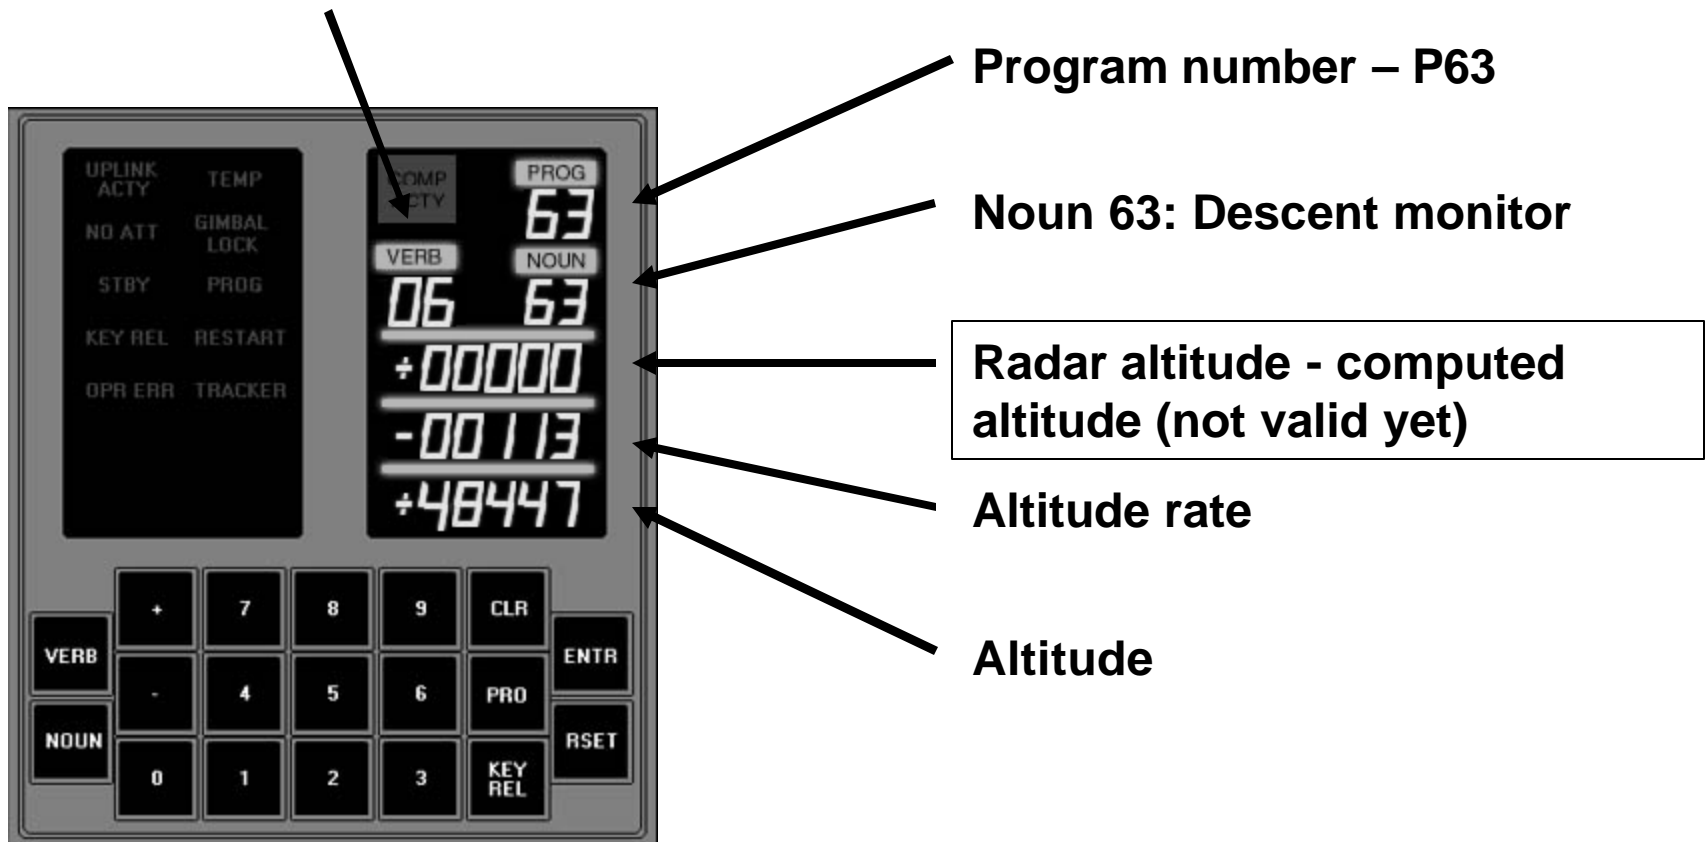 Program number – P63
Noun 63: Descent monitor
Radar altitude - computed
altitude (not valid yet)
Altitude rate
Altitude
UPLINK
ACTY
TEMP
NO ATT
GIMBAL
LOCK
STBY
PROG
KEY REL
RESTART
OPR ERR
TRACKER
COMP
ACTY
PROG
63
VERB
NOUN
06
63
+00000
-00113
+48447
+
7
8
9
CLR
VERB
ENTR
-
4
5
6
PRO
NOUN
RSET
0
1
2
3
KEY
REL